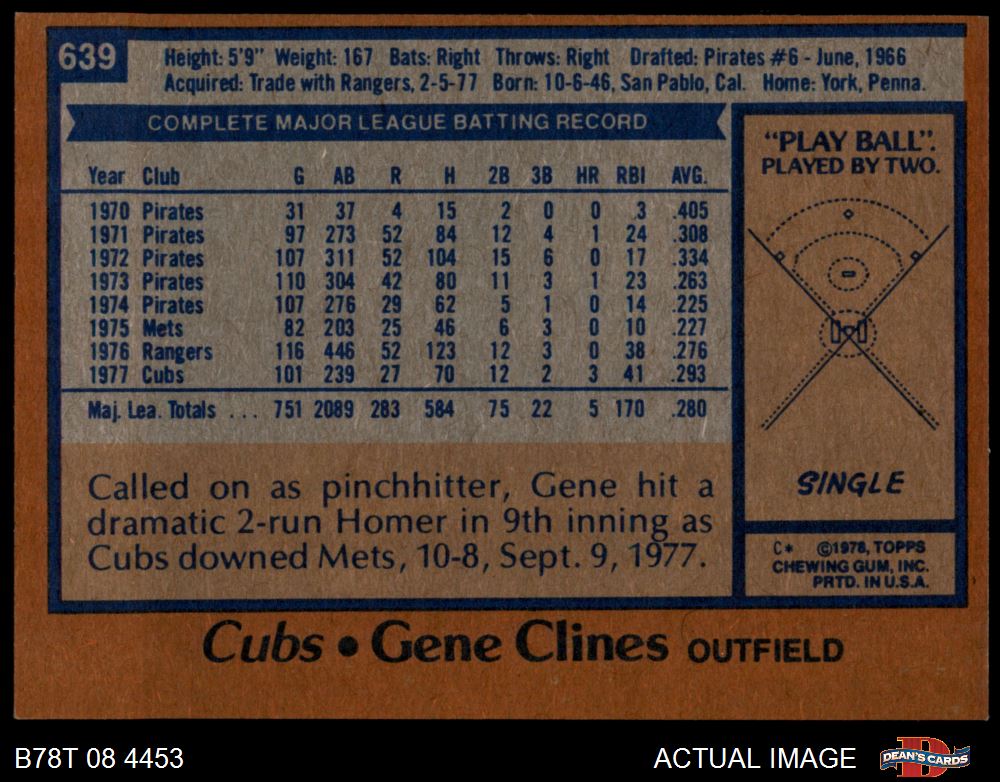 639
Height: 5'9" Weight: 167 Bats: Right Throws: Right Drafted: Pirates #6 - June, 1966
Acquired: Trade with Rangers, 2-5-77 Born: 10-6-46, San Pablo, Cal. Home: York, Penna.
COMPLETE MAJOR LEAGUE BATTING RECORD
Year Club G AB R H 2B 3B HR RBI AVG.
1970 Pirates 31 37 4 15 2 0 0 3 .405
1971 Pirates 97 273 52 84 12 4 1 24 .308
1972 Pirates 107 311 52 104 15 6 0 17 .334
1973 Pirates 110 304 42 80 11 3 1 23 .263
1974 Pirates 107 276 29 62 5 1 0 14 .225
1975 Mets 82 203 25 46 6 3 0 10 .227
1976 Rangers 116 446 52 123 12 3 0 38 .276
1977 Cubs 101 239 27 70 12 2 3 41 .293
Maj. Lea. Totals ... 751 2089 283 584 75 22 5 170 .280
Called on as pinchhitter, Gene hit a
dramatic 2-run Homer in 9th inning as
Cubs downed Mets, 10-8, Sept. 9, 1977.
"PLAY BALL".
PLAYED BY TWO.
SINGLE
C* ©1978, TOPPS
CHEWING GUM, INC.
PRTD. IN U.S.A.
Cubs • Gene Clines OUTFIELD
B78T 08 4453
ACTUAL IMAGE
DEAN'S CARDS